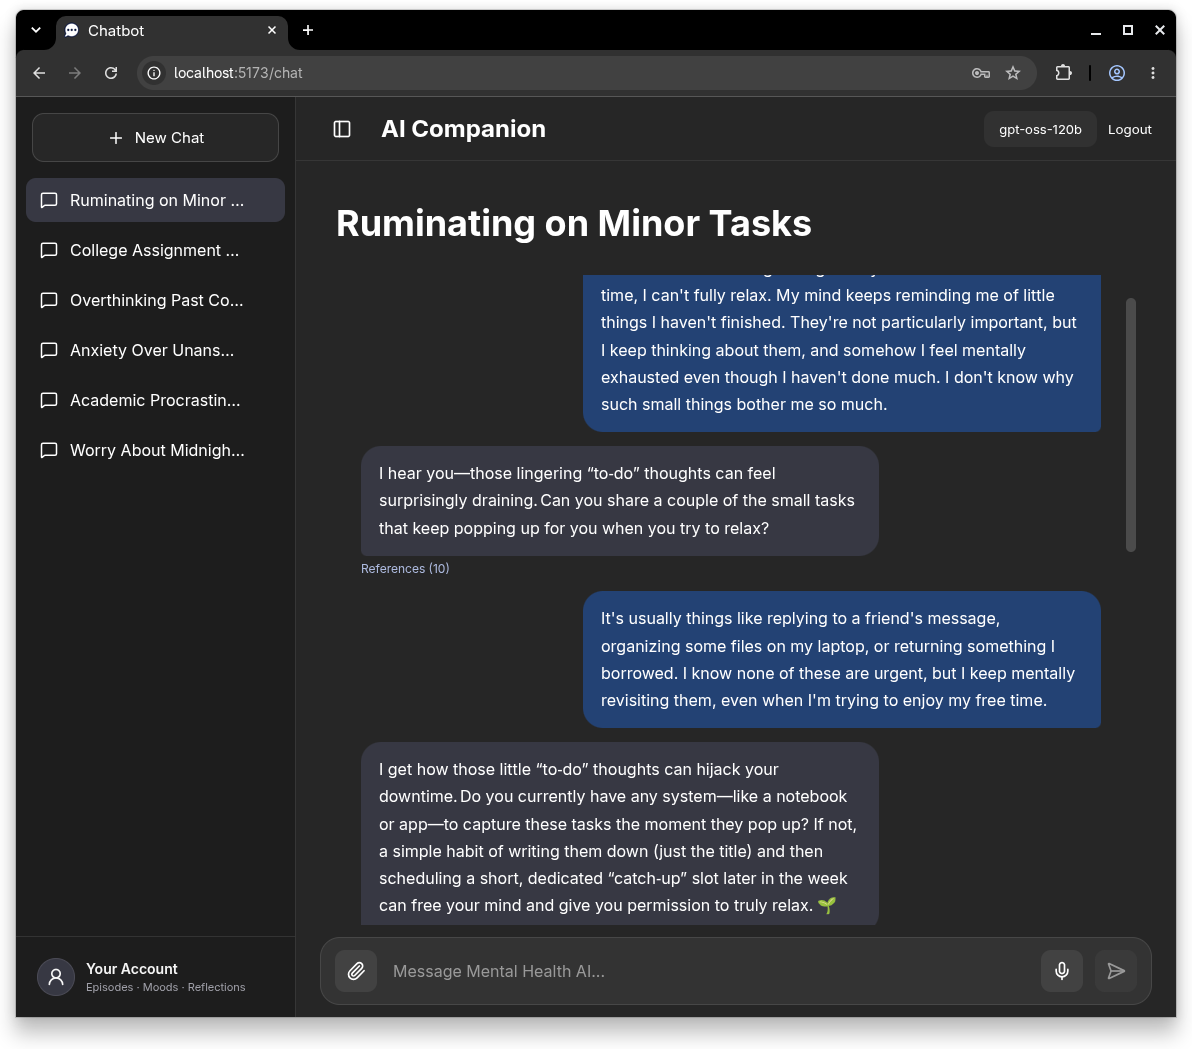 Chatbot
localhost:5173/chat
New Chat
AI Companion
gpt-oss-120b
Logout
Ruminating on Minor ...
College Assignment ...
Overthinking Past Co...
Anxiety Over Unans...
Academic Procrastin...
Worry About Midnigh...
Ruminating on Minor Tasks
time, I can't fully relax. My mind keeps reminding me of little
things I haven't finished. They're not particularly important, but
I keep thinking about them, and somehow I feel mentally
exhausted even though I haven't done much. I don't know why
such small things bother me so much.
I hear you—those lingering “to-do” thoughts can feel
surprisingly draining. Can you share a couple of the small tasks
that keep popping up for you when you try to relax?
References (10)
It's usually things like replying to a friend's message,
organizing some files on my laptop, or returning something I
borrowed. I know none of these are urgent, but I keep mentally
revisiting them, even when I'm trying to enjoy my free time.
I get how those little “to-do” thoughts can hijack your
downtime. Do you currently have any system—like a notebook
or app—to capture these tasks the moment they pop up? If not,
a simple habit of writing them down (just the title) and then
scheduling a short, dedicated “catch-up” slot later in the week
can free your mind and give you permission to truly relax. 🌱
Your Account
Episodes · Moods · Reflections
Message Mental Health AI...